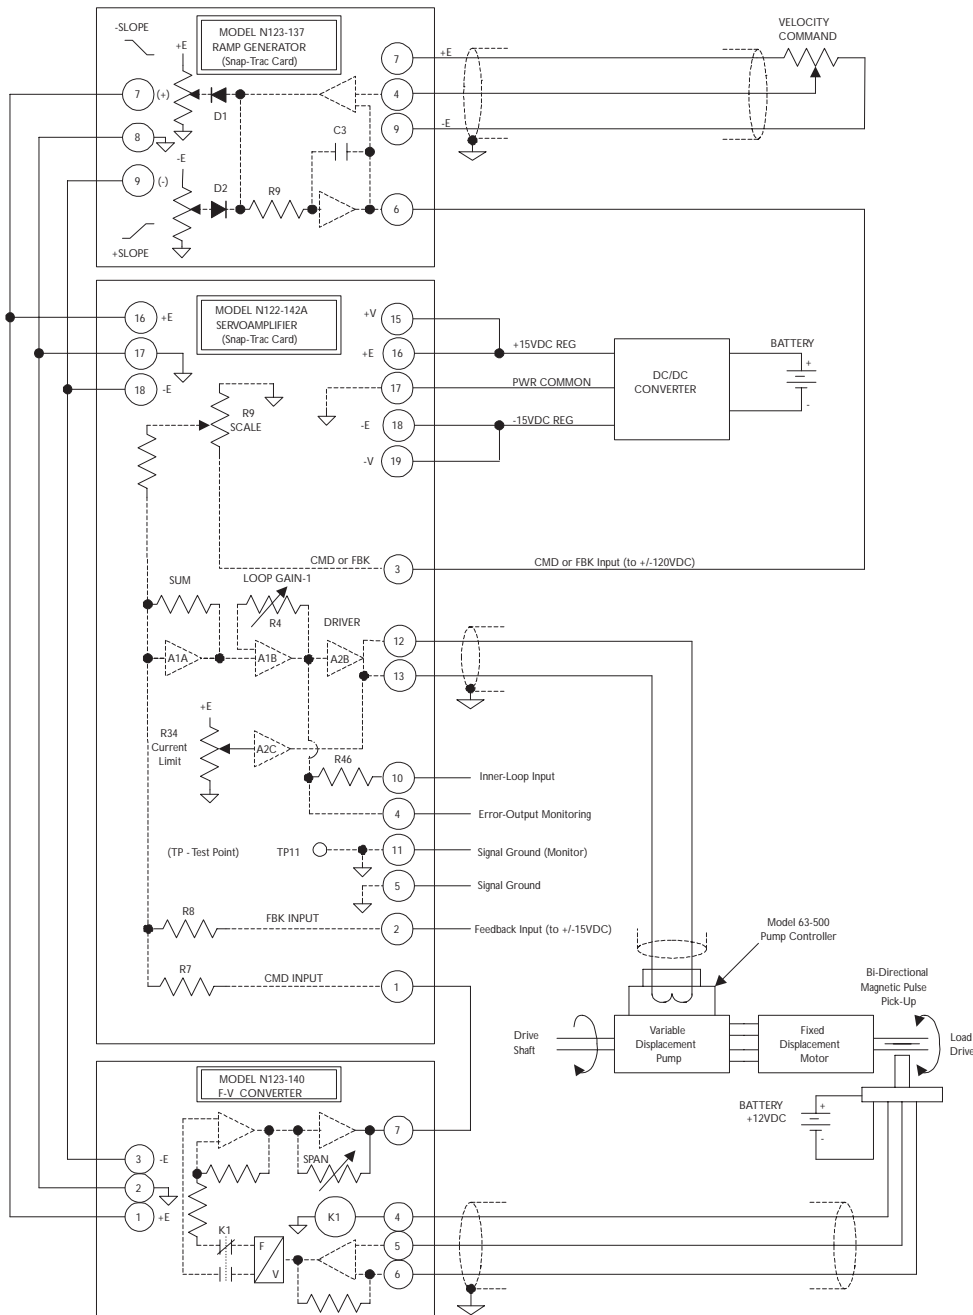 -SLOPE
+E
MODEL N123-137
RAMP GENERATOR
(Snap-Trac Card)
VELOCITY
COMMAND
7
+E
7
(+)
D1
4
8
C3
9
-E
-E
9
(-)
D2
R9
6
+SLOPE
MODEL N122-142A
SERVOAMPLIFIER
(Snap-Trac Card)
16
+E
+V
15
17
+E
16
+15VDC REG
BATTERY
+
-
DC/DC
CONVERTER
18
-E
17
PWR COMMON
R9
SCALE
-E
18
-15VDC REG
-V
19
CMD or FBK
3
CMD or FBK Input (to +/-120VDC)
SUM
LOOP GAIN-1
R4
DRIVER
12
A1A
A1B
A2B
13
+E
R34
Current
Limit
A2C
R46
10
Inner-Loop Input
4
Error-Output Monitoring
(TP - Test Point)
TP11
11
Signal Ground (Monitor)
5
Signal Ground
R8
FBK INPUT
2
Feedback Input (to +/-15VDC)
Model 63-500
Pump Controller
R7
CMD INPUT
1
Bi-Directional
Magnetic Pulse
Pick-Up
Drive
Shaft
Variable
Displacement
Pump
Fixed
Displacement
Motor
Load
Drive
MODEL N123-140
F-V CONVERTER
BATTERY
+12VDC
+
-
7
3
-E
SPAN
2
1
+E
K1
4
K1
F
V
5
6